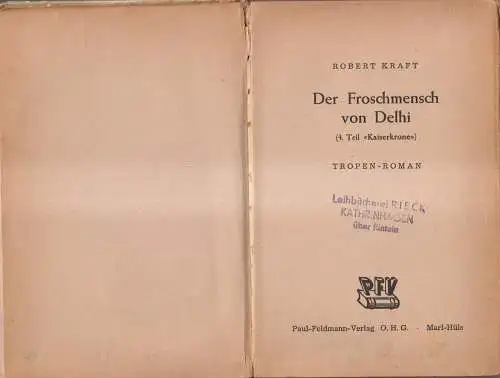 ROBERT KRAFT
Der Froschmensch
von Delhi
(4. Teil «Kaiserkrone»)
TROPEN-ROMAN
Leihbücherei RIECK
KATHRINHAGEN
über Rinteln
PFV
Paul-Feldmann-Verlag O.H.G. · Marl-Hüls